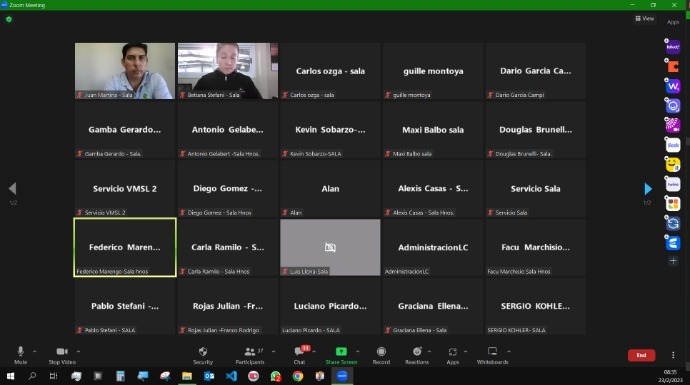 Zoom Meeting
View
Apps
Juan Martina - Sala
Betiana Stefani - Sala
Carlos ozga - sala
Carlos ozga - sala
guille montoya
guille montoya
Dario Garcia Ca...
Dario Garcia Campi
Gamba Gerardo...
Gamba Gerardo - Sala
Antonio Gelabert...
Antonio Gelabert -Sala Hnos
Kevin Sobarzo-...
Kevin Sobarzo-SALA
Maxi Balbo sala
Maxi Balbo sala
Douglas Brunell...
Douglas Brunelli- Sala
Servicio VMSL 2
Servicio VMSL 2
Diego Gomez -...
Diego Gomez - Sala Hnos
Alan
Alan
Alexis Casas - S...
Alexis Casas - Sala Hnos.
Servicio Sala
Servicio Sala
1/2
1/2
Federico Maren...
Federico Marengo-Sala hnos
Carla Ramilo - S...
Carla Ramilo - Sala Hnos
AdministracionLC
AdministracionLC
Facu Marchisio...
Facu Marchisio Sala Hnos
Pablo Stefani -...
Pablo Stefani - SALA
Rojas Julian -Fr...
Rojas Julian -Franco Rodrigo
Luciano Picardo...
Luciano Picardo - SALA
Graciana Ellena...
Graciana Ellena - Sala
SERGIO KOHLE...
SERGIO KOHLER- SALA
Mute
Stop Video
Security
37
Participants
Chat
Share Screen
Record
Reactions
Apps
Whiteboards
End
08:35
23/2/2023